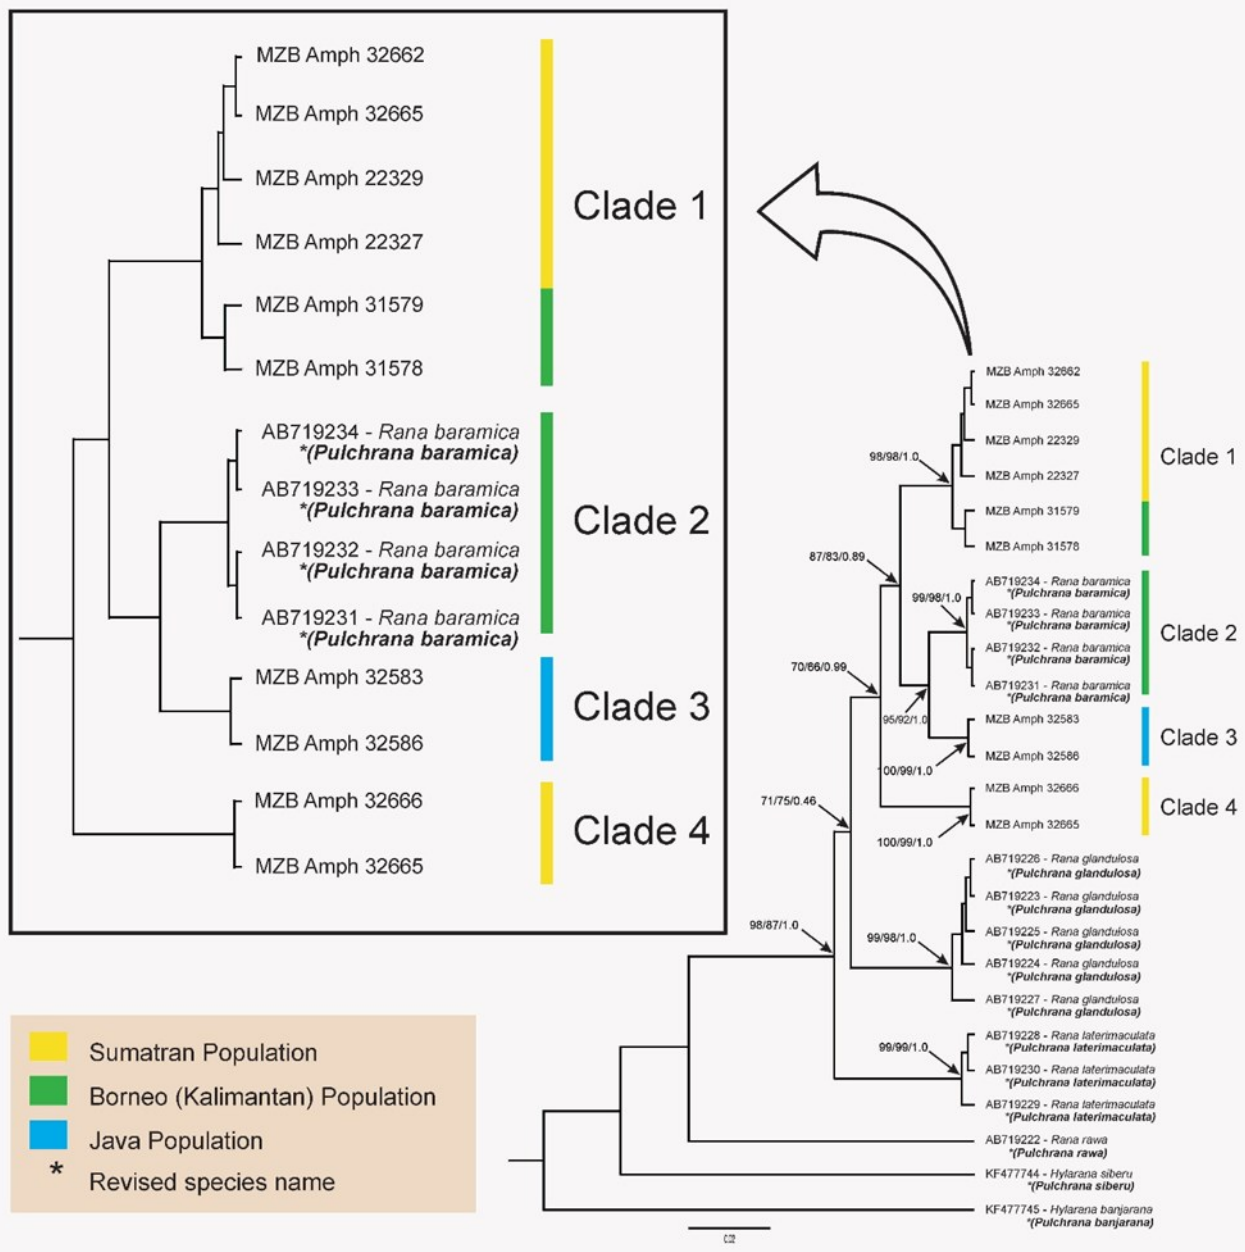 MZB Amph 32662
MZB Amph 32665
MZB Amph 22329
MZB Amph 22327
MZB Amph 31579
MZB Amph 31578
Clade 1
AB719234 - Rana baramica
*(Pulchrana baramica)
AB719233 - Rana baramica
*(Pulchrana baramica)
AB719232 - Rana baramica
*(Pulchrana baramica)
AB719231 - Rana baramica
*(Pulchrana baramica)
Clade 2
MZB Amph 32583
MZB Amph 32586
Clade 3
MZB Amph 32666
MZB Amph 32665
Clade 4
Sumatran Population
Borneo (Kalimantan) Population
Java Population
* Revised species name
MZB Amph 32662
MZB Amph 32665
MZB Amph 22329
MZB Amph 22327
MZB Amph 31579
MZB Amph 31578
Clade 1
98/98/1.0
87/83/0.89
AB719234 - Rana baramica
*(Pulchrana baramica)
AB719233 - Rana baramica
*(Pulchrana baramica)
AB719232 - Rana baramica
*(Pulchrana baramica)
AB719231 - Rana baramica
*(Pulchrana baramica)
Clade 2
99/98/1.0
70/66/0.99
95/92/1.0
MZB Amph 32583
MZB Amph 32586
Clade 3
00/99/1.0
MZB Amph 32666
MZB Amph 32665
Clade 4
71/75/0.46
100/99/1.0
AB719226 - Rana glandulosa
*(Pulchrana glandulosa)
AB719223 - Rana glandulosa
*(Pulchrana glandulosa)
AB719225 - Rana glandulosa
*(Pulchrana glandulosa)
AB719224 - Rana glandulosa
*(Pulchrana glandulosa)
AB719227 - Rana glandulosa
*(Pulchrana glandulosa)
98/87/1.0
99/98/1.0
AB719228 - Rana laterimaculata
*(Pulchrana laterimaculata)
AB719230 - Rana laterimaculata
*(Pulchrana laterimaculata)
AB719229 - Rana laterimaculata
*(Pulchrana laterimaculata)
99/99/1.0
AB719222 - Rana rawa
*(Pulchrana rawa)
KF477744 - Hylarana siberu
*(Pulchrana siberu)
KF477745 - Hylarana banjarana
*(Pulchrana banjarana)
0.02